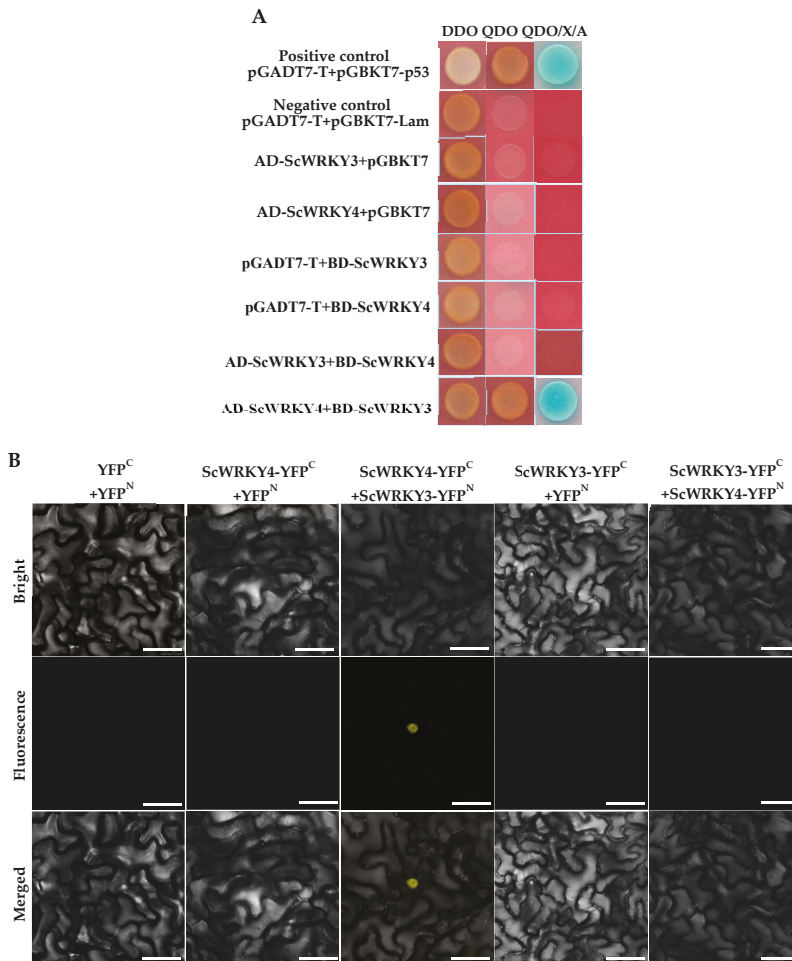 A
DDO QDO QDO/X/A
Positive control
pGADT7-T+pGBKT7-p53
Negative control
pGADT7-T+pGBKT7-Lam
AD-ScWRKY3+pGBKT7
AD-ScWRKY4+pGBKT7
pGADT7-T+BD-ScWRKY3
pGADT7-T+BD-ScWRKY4
AD-ScWRKY3+BD-ScWRKY4
AD-ScWRKY4+BD-ScWRKY3
B
YFP^C
+YFP^N
ScWRKY4-YFP^C
+YFP^N
ScWRKY4-YFP^C
+ScWRKY3-YFP^N
ScWRKY3-YFP^C
+YFP^N
ScWRKY3-YFP^C
+ScWRKY4-YFP^N
Bright
Fluorescence
Merged